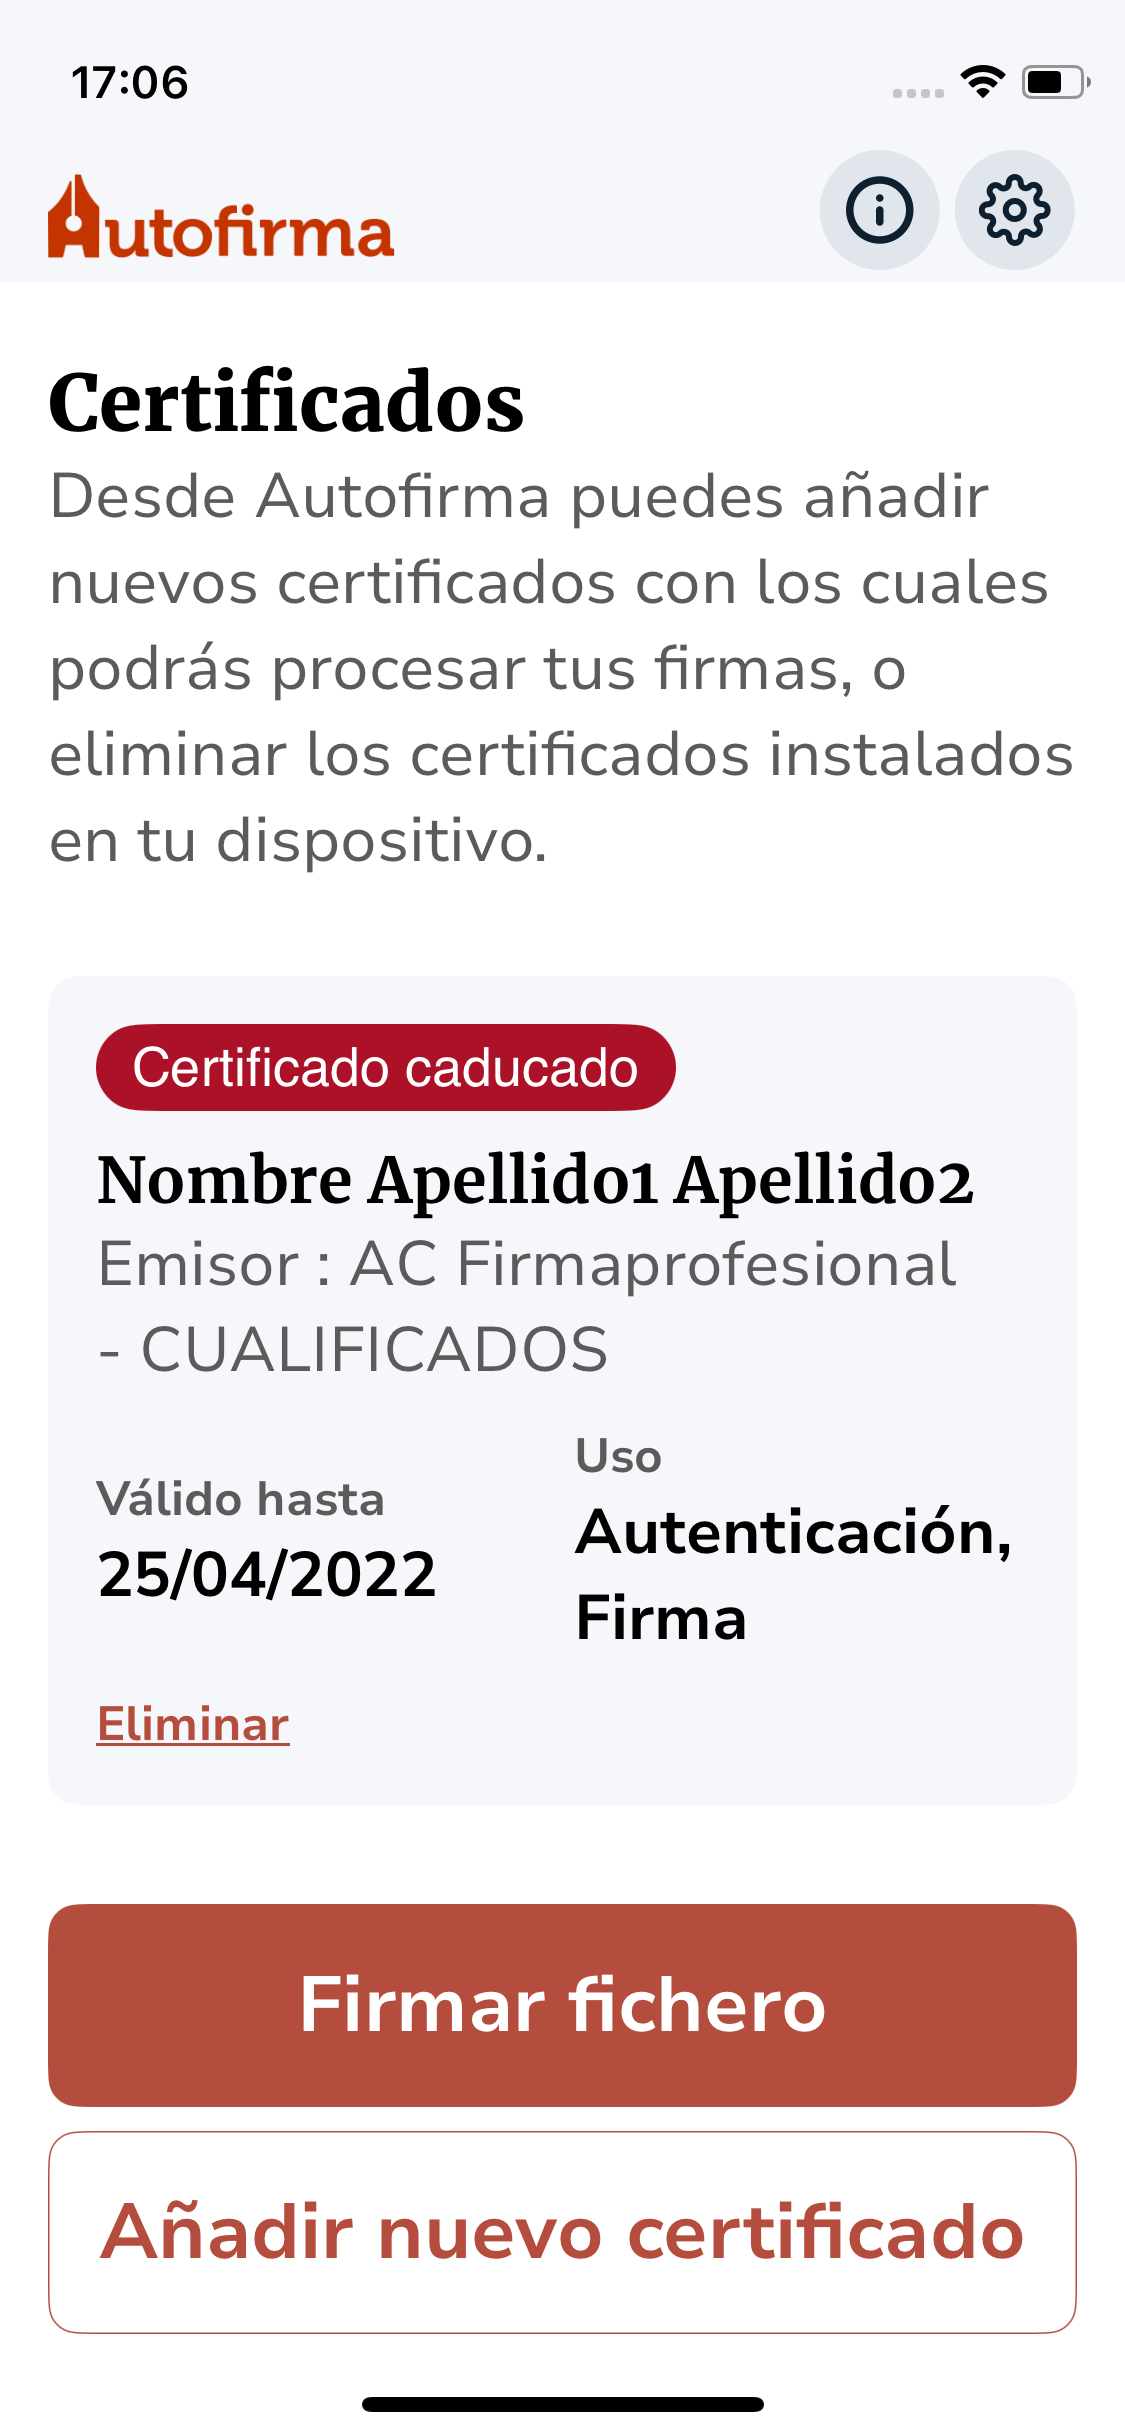 17:06
Autofirma
Certificados
Desde Autofirma puedes añadir
nuevos certificados con los cuales
podrás procesar tus firmas, o
eliminar los certificados instalados
en tu dispositivo.
Certificado caducado
Nombre Apellido1 Apellido2
Emisor : AC Firmaprofesional
- CUALIFICADOS
Válido hasta
25/04/2022
Uso
Autenticación,
Firma
Eliminar
Firmar fichero
Añadir nuevo certificado